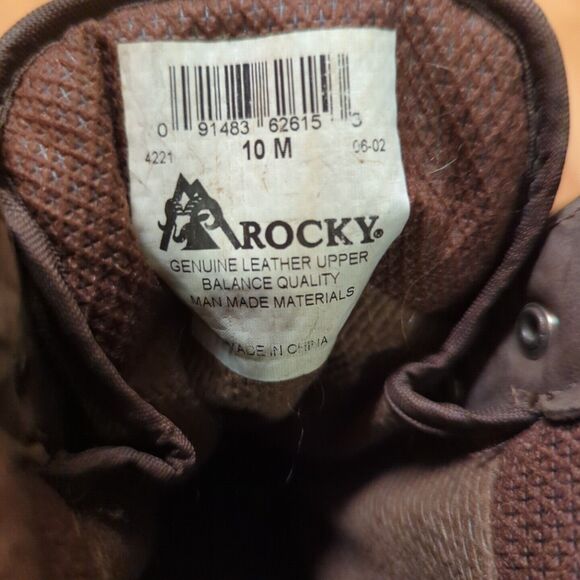 0 91483 62615 3
4221 10 M 06-02
ROCKY®
GENUINE LEATHER UPPER
BALANCE QUALITY
MAN MADE MATERIALS
MADE IN CHINA